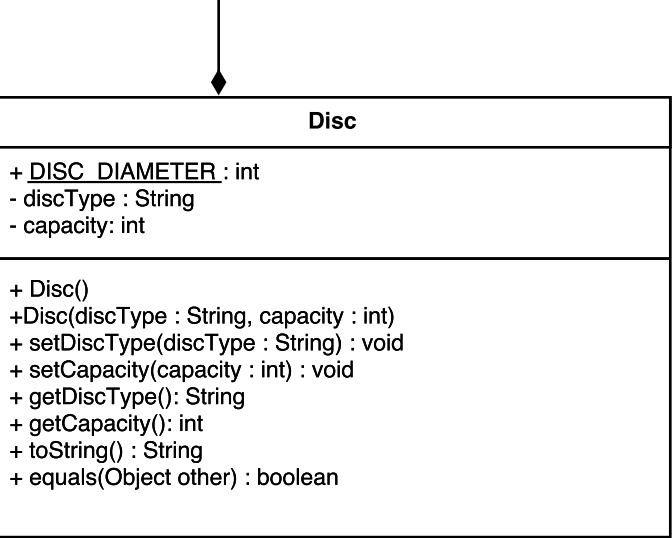 Disc
+ DISC_DIAMETER : int
- discType : String
- capacity: int
+ Disc()
+Disc(discType : String, capacity : int)
+ setDiscType(discType : String) : void
+ setCapacity(capacity : int) : void
+ getDiscType(): String
+ getCapacity(): int
+ toString() : String
+ equals(Object other) : boolean